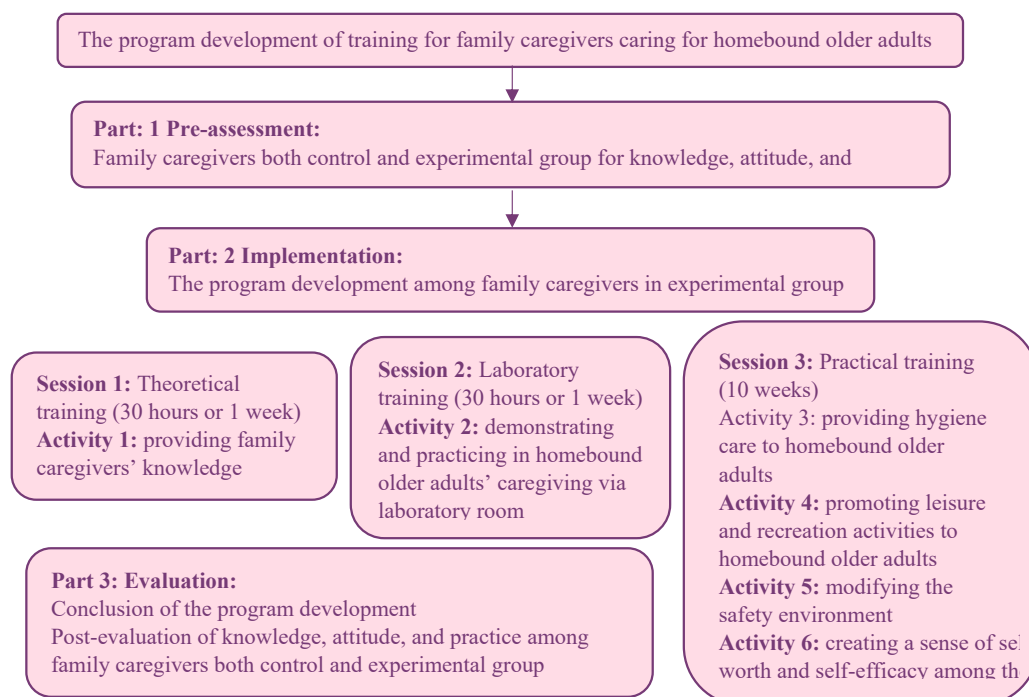 The program development of training for family caregivers caring for homebound older adults
Part: 1 Pre-assessment:
Family caregivers both control and experimental group for knowledge, attitude, and
Part: 2 Implementation:
The program development among family caregivers in experimental group
Session 1: Theoretical
training (30 hours or 1 week)
Activity 1: providing family
caregivers’ knowledge
Session 2: Laboratory
training (30 hours or 1 week)
Activity 2: demonstrating
and practicing in homebound
older adults’ caregiving via
laboratory room
Session 3: Practical training
(10 weeks)
Activity 3: providing hygiene
care to homebound older
adults
Activity 4: promoting leisure
and recreation activities to
homebound older adults
Activity 5: modifying the
safety environment
Activity 6: creating a sense of
worth and self-efficacy among
Part 3: Evaluation:
Conclusion of the program development
Post-evaluation of knowledge, attitude, and practice among
family caregivers both control and experimental group